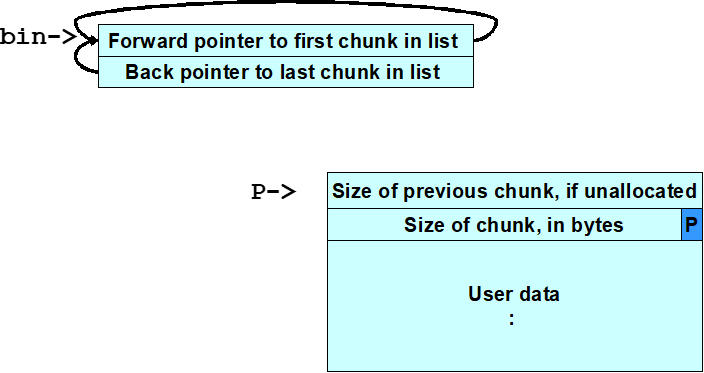 bin->
Forward pointer to first chunk in list
Back pointer to last chunk in list
P->
Size of previous chunk, if unallocated
Size of chunk, in bytes
P
User data
: